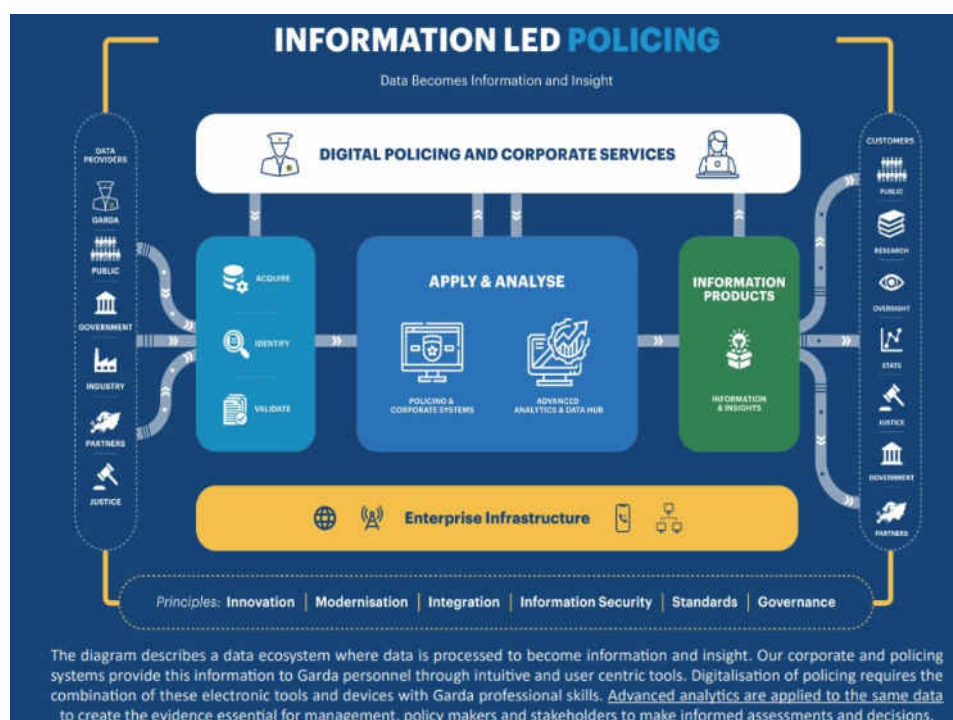 INFORMATION LED POLICING
Data Becomes Information and Insight
DATA
PROVIDERS
GARDA
PUBLIC
GOVERNMENT
INDUSTRY
PARTNERS
JUSTICE
DIGITAL POLICING AND CORPORATE SERVICES
ACQUIRE
IDENTIFY
VALIDATE
APPLY & ANALYSE
POLICING &
CORPORATE SYSTEMS
ADVANCED
ANALYTICS & DATA HUB
INFORMATION
PRODUCTS
INFORMATION
& INSIGHTS
CUSTOMERS
PUBLIC
RESEARCH
OVERSIGHT
STATS
JUSTICE
GOVERNMENT
PARTNERS
Enterprise Infrastructure
Principles: Innovation | Modernisation | Integration | Information Security | Standards | Governance
The diagram describes a data ecosystem where data is processed to become information and insight. Our corporate and policing
systems provide this information to Garda personnel through intuitive and user centric tools. Digitalisation of policing requires the
combination of these electronic tools and devices with Garda professional skills. Advanced analytics are applied to the same data
to create the evidence essential for management, policy makers and stakeholders to make informed assessments and decisions.